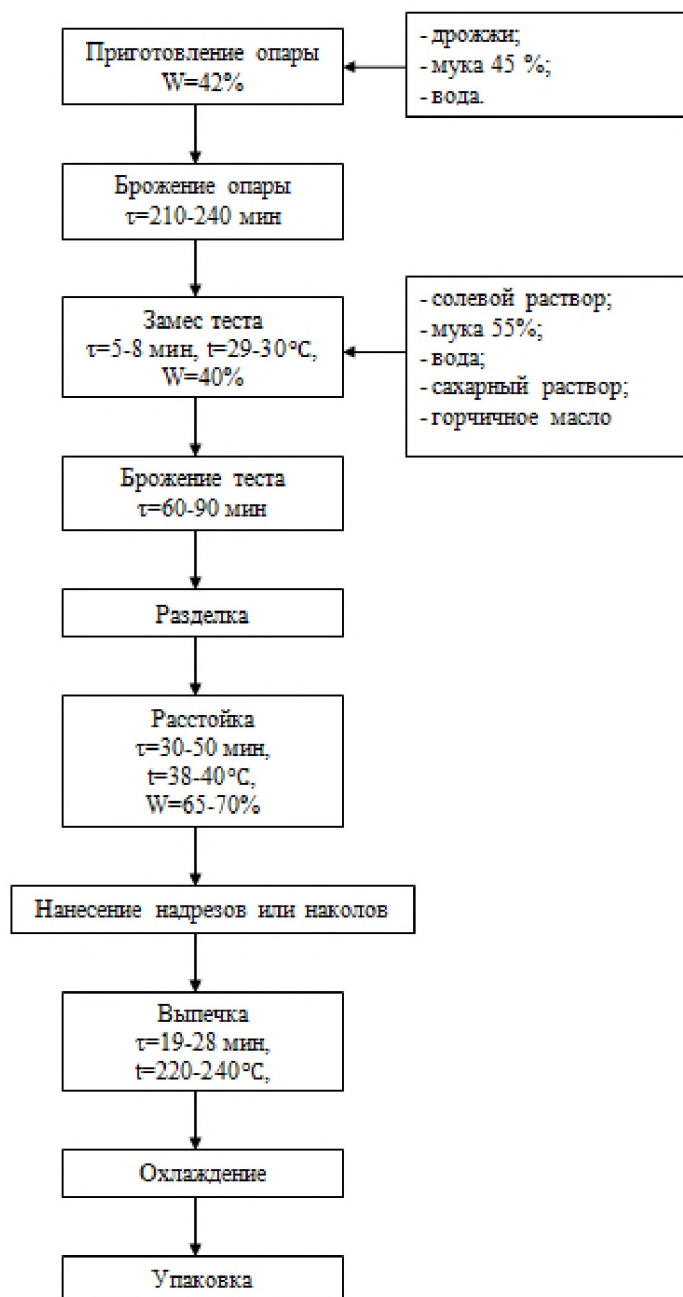 Приготовление опары
W=42%
- дрожжи;
- мука 45 %;
- вода.
Брожение опары
τ=210-240 мин
Замес теста
τ=5-8 мин, t=29-30°С,
W=40%
- солевой раствор;
- мука 55%;
- вода;
- сахарный раствор;
- горчичное масло
Брожение теста
τ=60-90 мин
Разделка
Расстойка
τ=30-50 мин,
t=38-40°С,
W=65-70%
Нанесение надрезов или наколов
Выпечка
τ=19-28 мин,
t=220-240°С,
Охлаждение
Упаковка